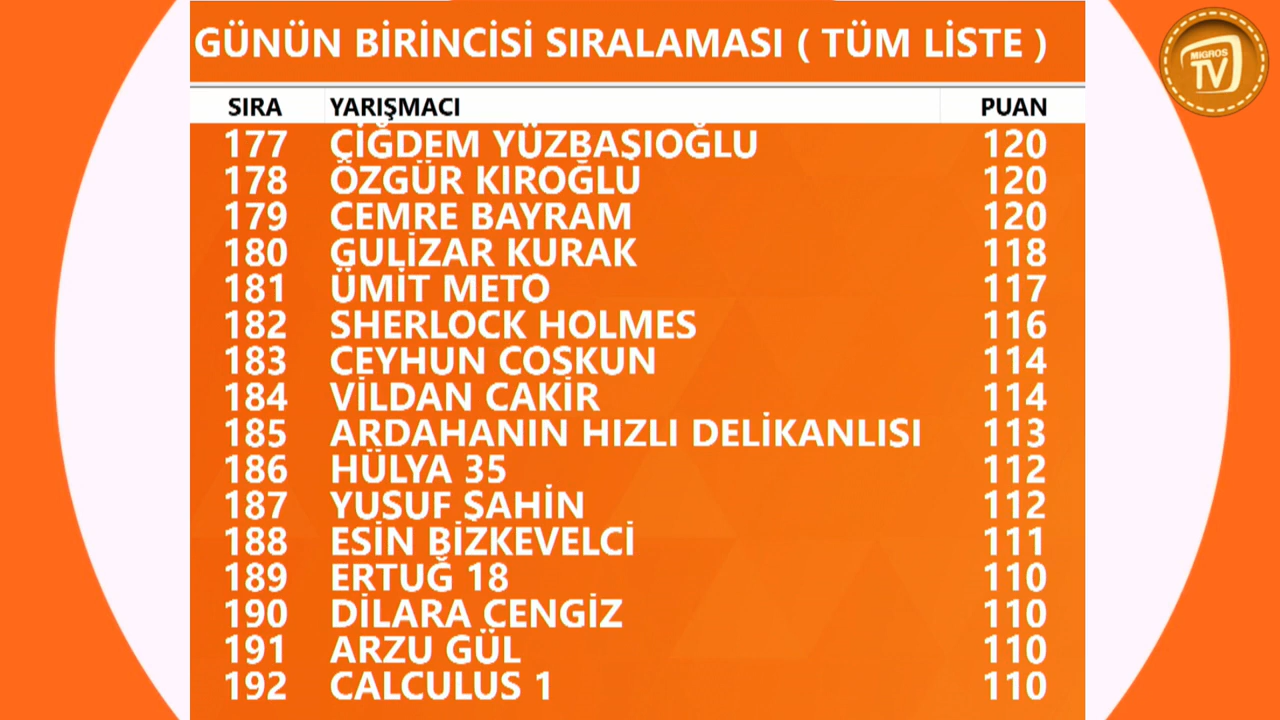 GÜNÜN BİRİNCİSİ SIRALAMASI ( TÜM LİSTE )
MIGROS
TV
SIRA YARIŞMACI PUAN
177 ÇİĞDEM YÜZBAŞIOĞLU 120
178 ÖZGÜR KIROĞLU 120
179 CEMRE BAYRAM 120
180 GULİZAR KURAK 118
181 ÜMİT METO 117
182 SHERLOCK HOLMES 116
183 CEYHUN COŞKUN 114
184 VİLDAN CAKİR 114
185 ARDAHANIN HIZLI DELİKANLISI 113
186 HÜLYA 35 112
187 YUSUF ŞAHİN 112
188 ESİN BİZKEVELCİ 111
189 ERTUĞ 18 110
190 DİLARA CENGİZ 110
191 ARZU GÜL 110
192 CALCULUS 1 110